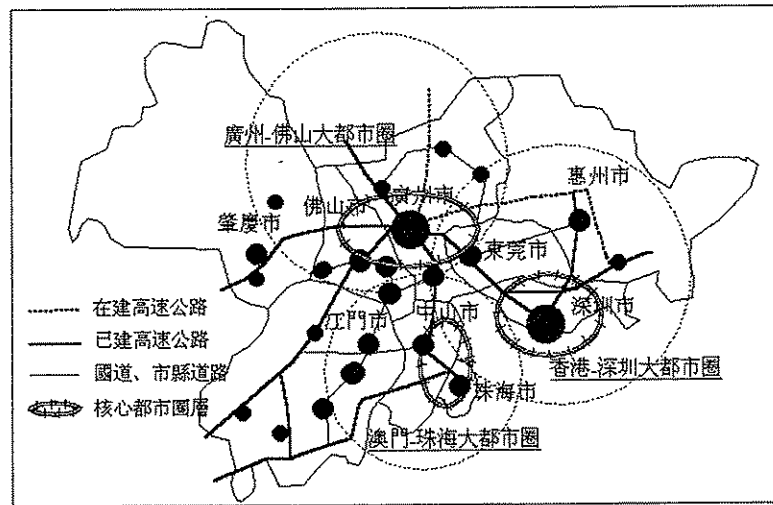 廣州-佛山大都市圈
惠州市
佛山市
廣州市
肇慶市
東莞市
深圳市
中山市
江門市
香港-深圳大都市圈
珠海市
澳門-珠海大都市圈
在建高速公路
已建高速公路
國道、市縣道路
核心都市圈層